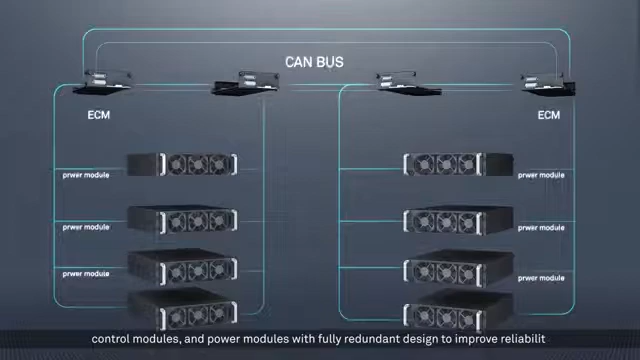 CAN BUS
ECM
ECM
prwer module
prwer module
prwer module
prwer module
prwer module
prwer module
control modules, and power modules with fully redundant design to improve reliabilit